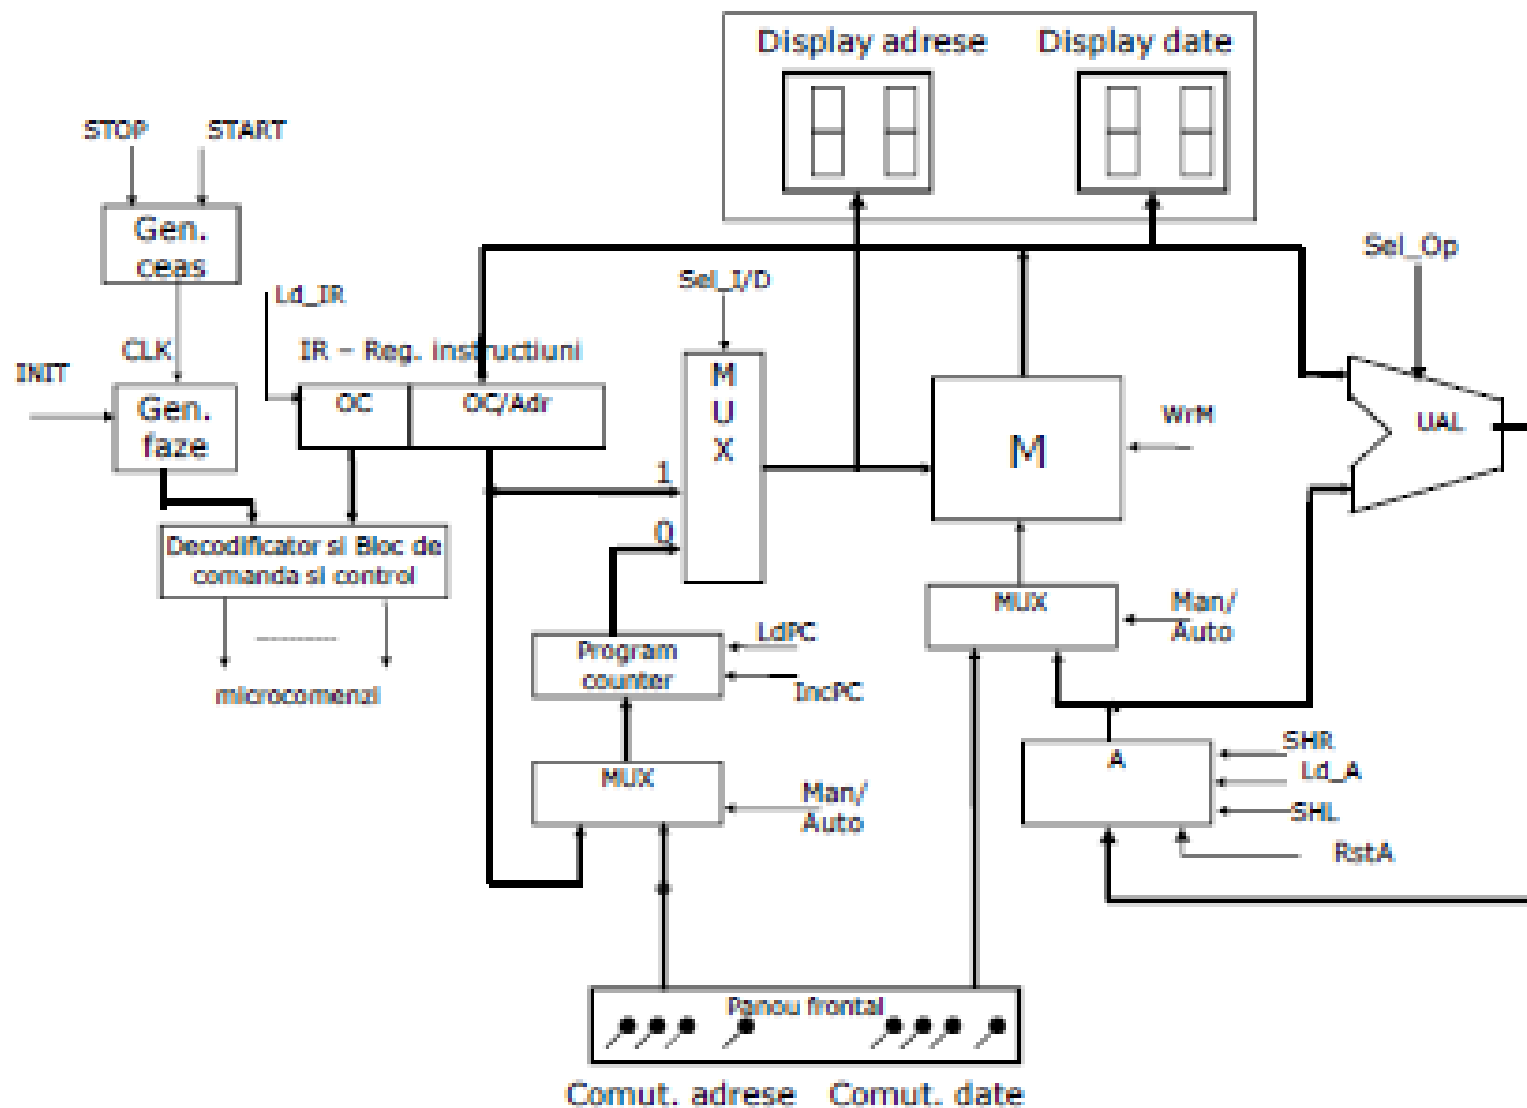 Display adrese Display date
STOP START
Gen.
ceas
Sel_Op
Sel_I/D
Ld_IR
CLK
IR – Reg. instructiuni
INIT
Gen.
faze
OC OC/Adr
M
U
X
M
WrM
UAL
1
0
Decodificator si Bloc de
comanda si control
microcomenzi
MUX
Man/
Auto
Program
counter
LdPC
IncPC
MUX
Man/
Auto
A
SHR
Ld_A
SHL
RstA
Panou frontal
Comut. adrese Comut. date